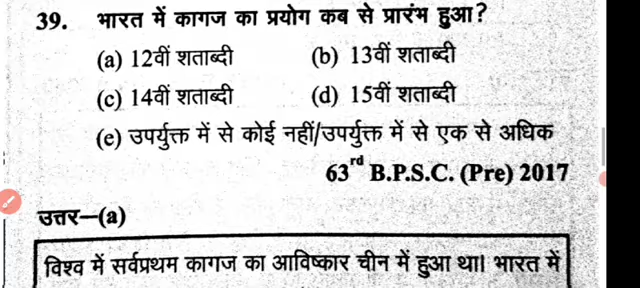 39. भारत में कागज का प्रयोग कब से प्रारंभ हुआ?
(a) 12वीं शताब्दी (b) 13वीं शताब्दी
(c) 14वीं शताब्दी (d) 15वीं शताब्दी
(e) उपर्युक्त में से कोई नहीं/उपर्युक्त में से एक से अधिक
63rd B.P.S.C. (Pre) 2017
उत्तर—(a)
विश्व में सर्वप्रथम कागज का आविष्कार चीन में हुआ था। भारत में